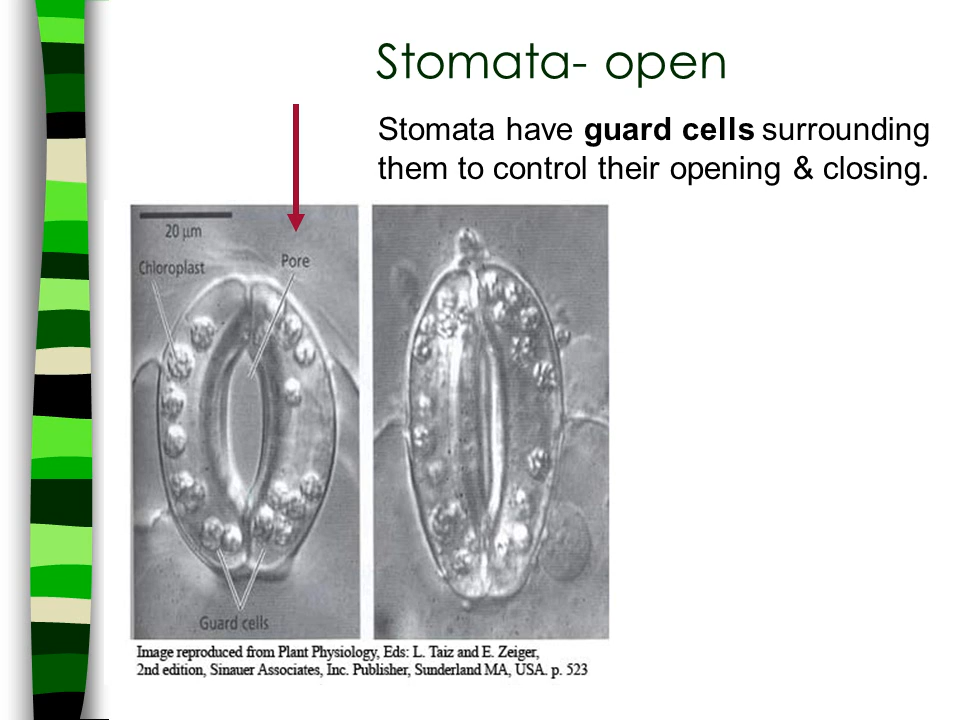 Stomata- open
Stomata have guard cells surrounding
them to control their opening & closing.
20 μm
Chloroplast
Pore
Guard cells
Image reproduced from Plant Physiology, Eds: L. Taiz and E. Zeiger,
2nd edition, Sinauer Associates, Inc. Publisher, Sunderland MA, USA. p. 523